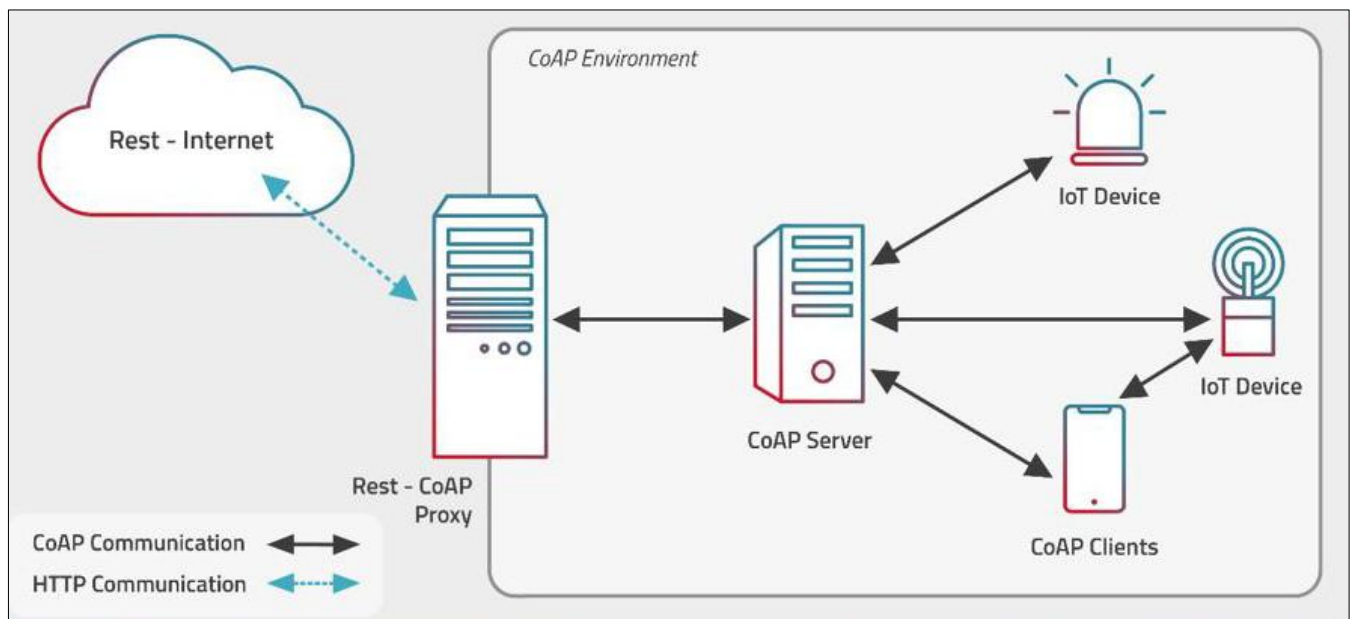 CoAP Environment
Rest - Internet
IoT Device
IoT Device
CoAP Server
Rest - CoAP
Proxy
CoAP Clients
CoAP Communication
HTTP Communication